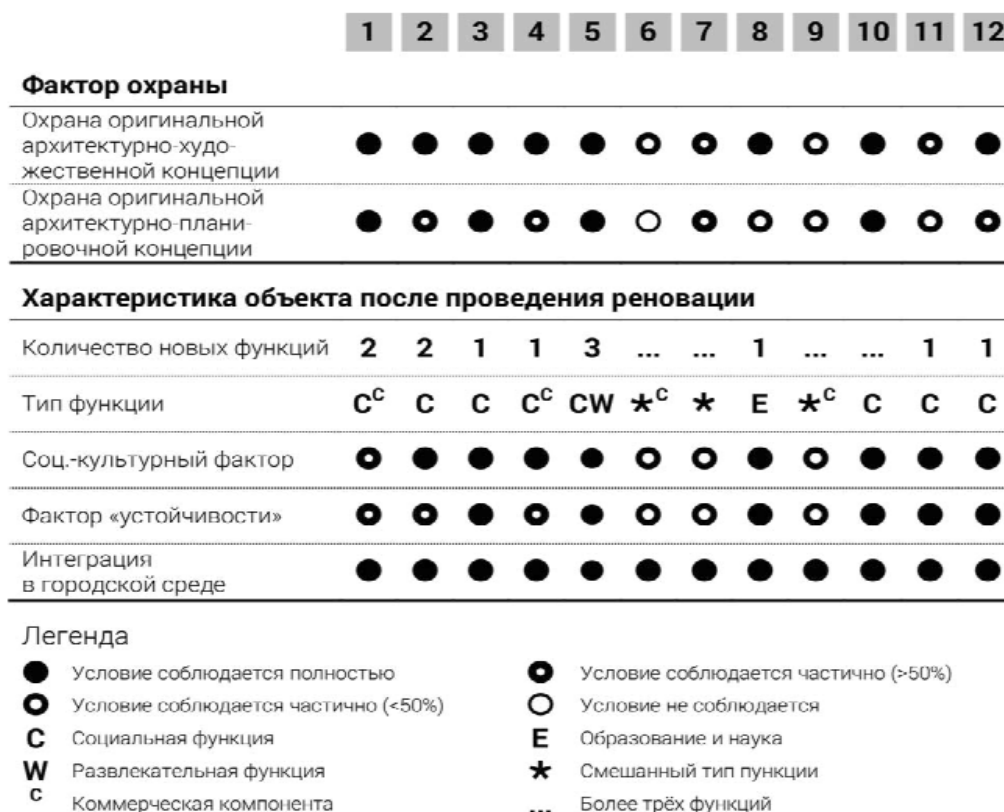 1 2 3 4 5 6 7 8 9 10 11 12
Фактор охраны
Охрана оригинальной
архитектурно-худо-
жественной концепции
Охрана оригинальной
архитектурно-плани-
ровочной концепции
Характеристика объекта после проведения реновации
Количество новых функций 2 2 1 1 3 ... ... 1 ... ... 1 1
Тип функции C^C C C C^C CW *^C * E *^C C C C
Соц.-культурный фактор
Фактор «устойчивости»
Интеграция
в городской среде
Легенда
Условие соблюдается полностью
Условие соблюдается частично (>50%)
Условие соблюдается частично (<50%)
Условие не соблюдается
C Социальная функция
E Образование и наука
W Развлекательная функция
* Смешанный тип пункции
C Коммерческая компонента
... Более трёх функций